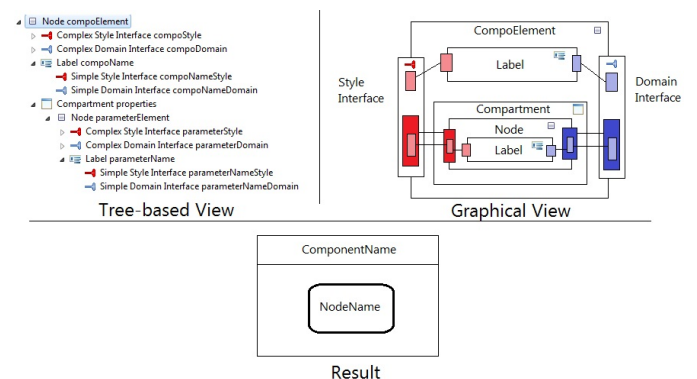 Node compoElement
Complex Style Interface compoStyle
Complex Domain Interface compoDomain
Label compoName
Simple Style Interface compoNameStyle
Simple Domain Interface compoNameDomain
Compartment properties
Node parameterElement
Complex Style Interface parameterStyle
Complex Domain Interface parameterDomain
Label parameterName
Simple Style Interface parameterNameStyle
Simple Domain Interface parameterNameDomain
Tree-based View
CompoElement
Label
Style
Interface
Domain
Interface
Compartment
Node
Label
Graphical View
ComponentName
NodeName
Result